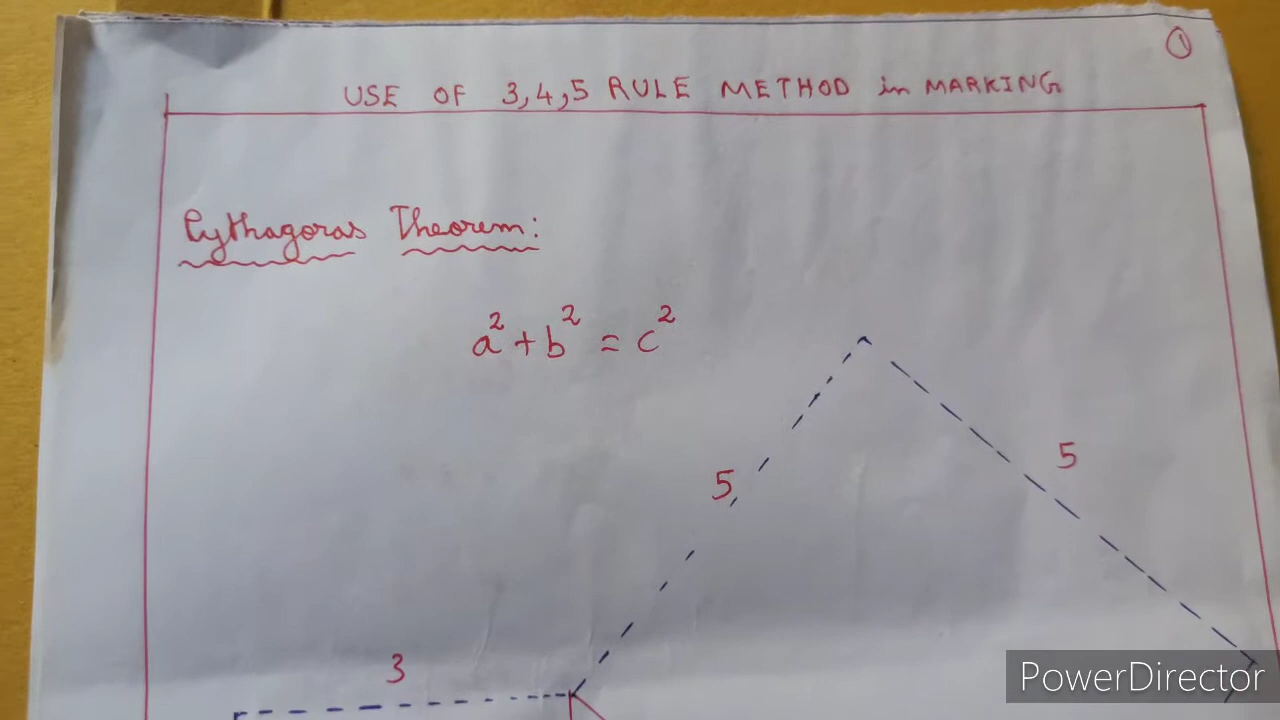 1
USE OF 3,4,5 RULE METHOD in MARKING
Pythagoras Theorem:
a² + b² = c²
5
5
3
PowerDirector